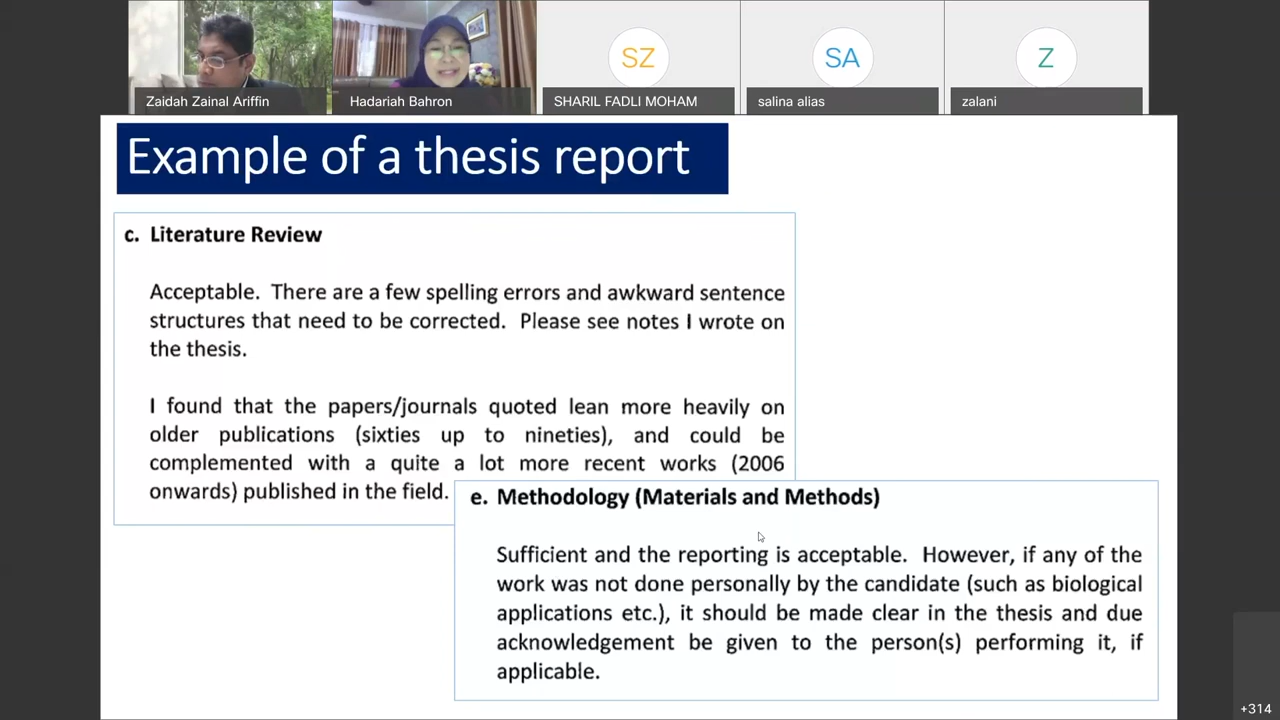 SZ
SA
Z
Zaidah Zainal Ariffin
Hadariah Bahron
SHARIL FADLI MOHAM
salina alias
zalani
Example of a thesis report
c. Literature Review
Acceptable. There are a few spelling errors and awkward sentence
structures that need to be corrected. Please see notes I wrote on
the thesis.
I found that the papers/journals quoted lean more heavily on
older publications (sixties up to nineties), and could be
complemented with a quite a lot more recent works (2006
onwards) published in the field.
e. Methodology (Materials and Methods)
Sufficient and the reporting is acceptable. However, if any of the
work was not done personally by the candidate (such as biological
applications etc.), it should be made clear in the thesis and due
acknowledgement be given to the person(s) performing it, if
applicable.
+314